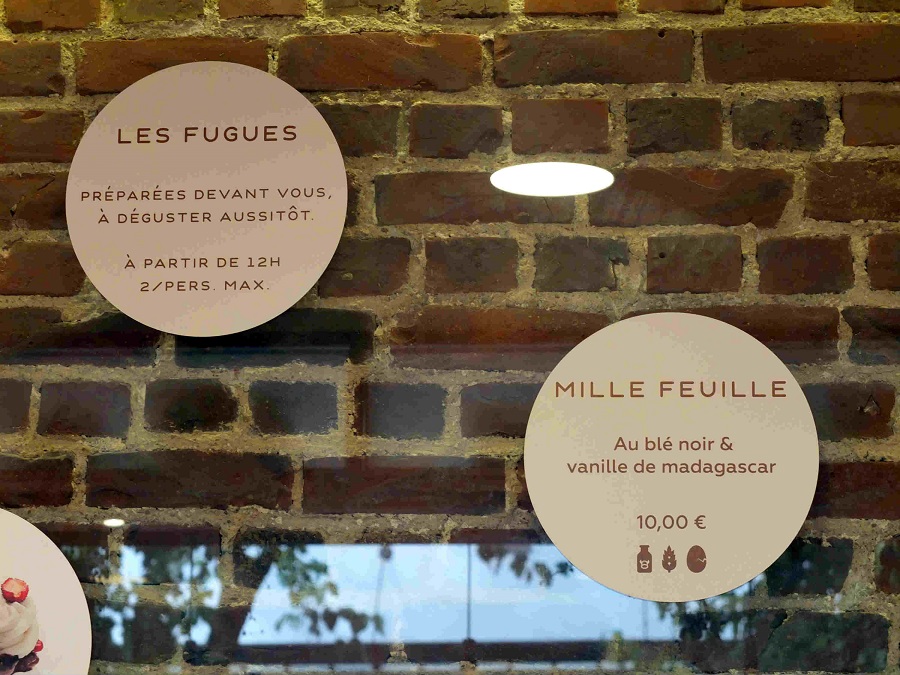 LES FUGUES
PRÉPARÉES DEVANT VOUS,
À DÉGUSTER AUSSITÔT.
À PARTIR DE 12H
2/PERS. MAX.
MILLE FEUILLE
Au blé noir &
vanille de madagascar
10,00 €